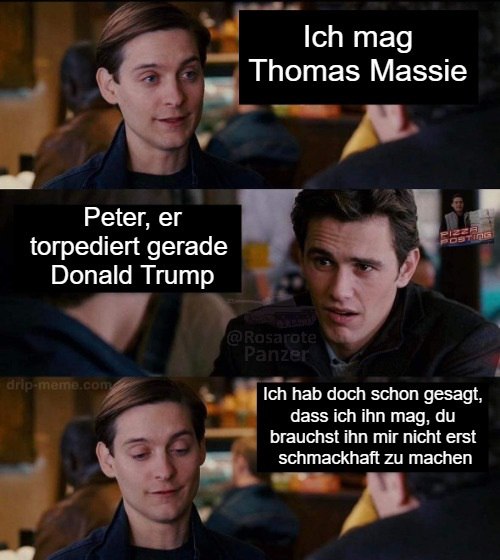 Ich mag
Thomas Massie
Peter, er
torpediert gerade
Donald Trump
PIZZA
POSTING
@Rosarote
Panzer
drip-meme.com
Ich hab doch schon gesagt,
dass ich ihn mag, du
brauchst ihn mir nicht erst
schmackhaft zu machen